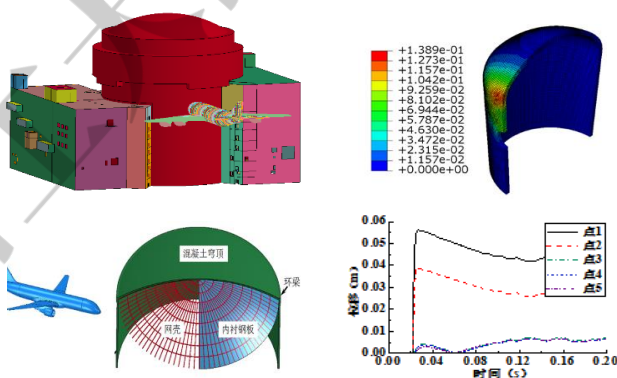 +1.389e-01
+1.273e-01
+1.157e-01
+1.042e-01
+9.259e-02
+8.102e-02
+6.944e-02
+5.787e-02
+4.630e-02
+3.472e-02
+2.315e-02
+1.157e-02
+0.000e+00
混凝土穹顶
环梁
网壳
内衬钢板
0.06
0.05
0.04
0.03
0.02
0.01
0.00
位移(m)
点1
点2
点3
点4
点5
0.00 0.04 0.08 0.12 0.16 0.20
时间(s)